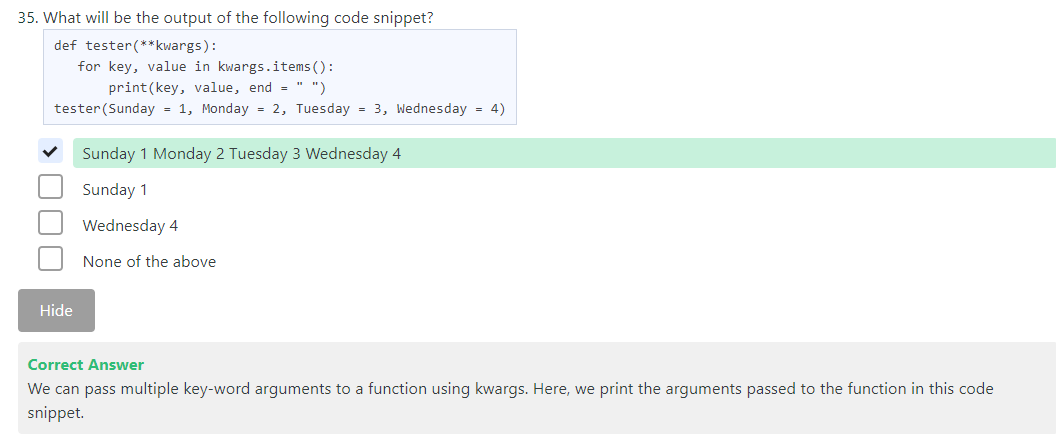 35. What will be the output of the following code snippet?
def tester(**kwargs):
   for key, value in kwargs.items():
       print(key, value, end = " ")
tester(Sunday = 1, Monday = 2, Tuesday = 3, Wednesday = 4)
Sunday 1 Monday 2 Tuesday 3 Wednesday 4
Sunday 1
Wednesday 4
None of the above
Hide
Correct Answer
We can pass multiple key-word arguments to a function using kwargs. Here, we print the arguments passed to the function in this code
snippet.